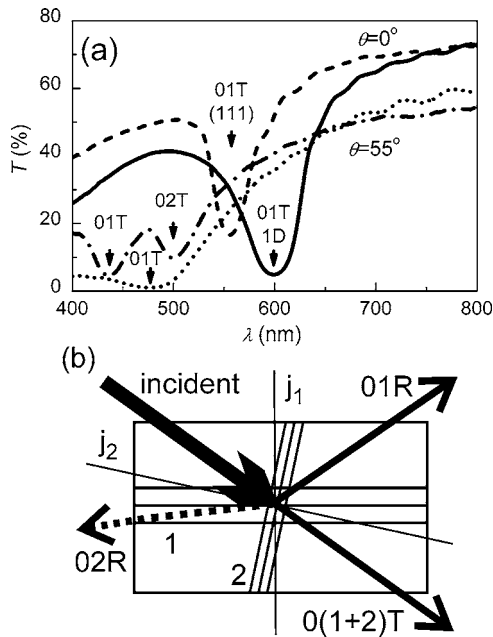 (a)
T (%)
80
60
40
20
0
θ=0°
01T
(111)
θ=55°
01T
02T
01T
01T
1D
400
500
600
700
800
λ (nm)
(b)
incident
j₁
01R
j₂
1
02R
2
0(1+2)T